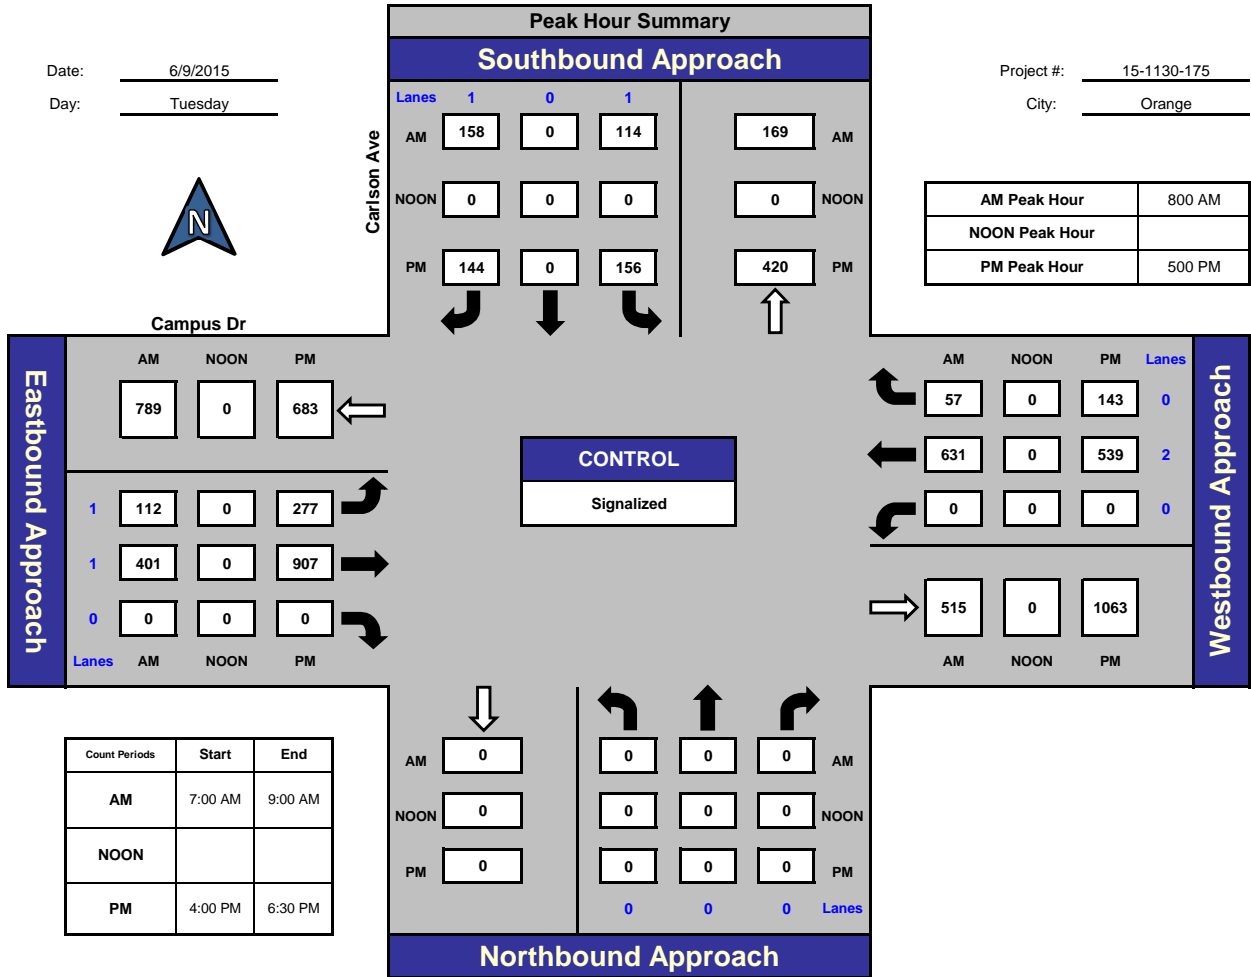 Peak Hour Summary
Southbound Approach
Date: 6/9/2015
Day: Tuesday
Project #: 15-1130-175
City: Orange
N
Carlson Ave
Lanes 1 0 1
AM 158 0 114 169 AM
NOON 0 0 0 0 NOON
PM 144 0 156 420 PM
AM Peak Hour 800 AM
NOON Peak Hour
PM Peak Hour 500 PM
Campus Dr
Eastbound Approach
AM NOON PM
789 0 683
1 112 0 277
1 401 0 907
0 0 0 0
Lanes AM NOON PM
CONTROL
Signalized
AM NOON PM Lanes
57 0 143 0
631 0 539 2
0 0 0 0
515 0 1063
AM NOON PM
Westbound Approach
Count Periods Start End
AM 7:00 AM 9:00 AM
NOON
PM 4:00 PM 6:30 PM
AM 0 0 0 0 AM
NOON 0 0 0 0 NOON
PM 0 0 0 0 PM
0 0 0 Lanes
Northbound Approach